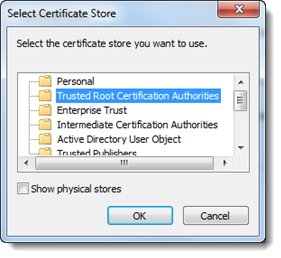 Select Certificate Store
Select the certificate store you want to use.
Personal
Trusted Root Certification Authorities
Enterprise Trust
Intermediate Certification Authorities
Active Directory User Object
Trusted Publishers
Show physical stores
OK
Cancel